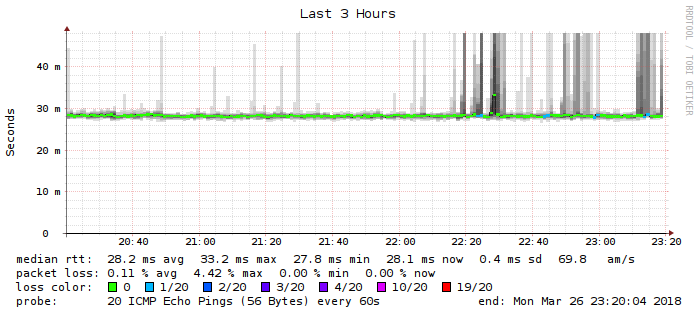 Last 3 Hours
RRDTOOL / TOBI OETIKER
Seconds
40 m
30 m
20 m
10 m
0
20:40 21:00 21:20 21:40 22:00 22:20 22:40 23:00 23:20
median rtt: 28.2 ms avg 33.2 ms max 27.8 ms min 28.1 ms now 0.4 ms sd 69.8 am/s
packet loss: 0.11 % avg 4.42 % max 0.00 % min 0.00 % now
loss color: 0 1/20 2/20 3/20 4/20 10/20 19/20
probe: 20 ICMP Echo Pings (56 Bytes) every 60s end: Mon Mar 26 23:20:04 2018